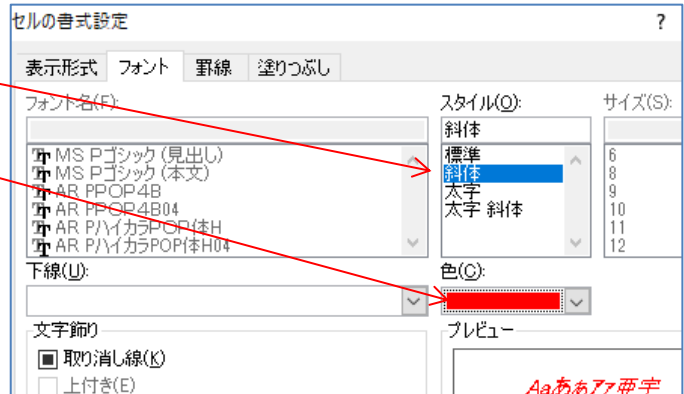 セルの書式設定 ?
表示形式 フォント 罫線 塗りつぶし
フォント名(F): スタイル(O): サイズ(S):
斜体
MS Pゴシック (見出し) 標準 6
MS Pゴシック (本文) 斜体 8
AR PPOP4B 太字 9
AR PPOP4B04 太字 斜体 10
AR PハイカラPOP体H 11
AR PハイカラPOP体H04 12
下線(U): 色(C):
文字飾り プレビュー
取り消し線(K)
上付き(E) Aaあぁアァ亜宇